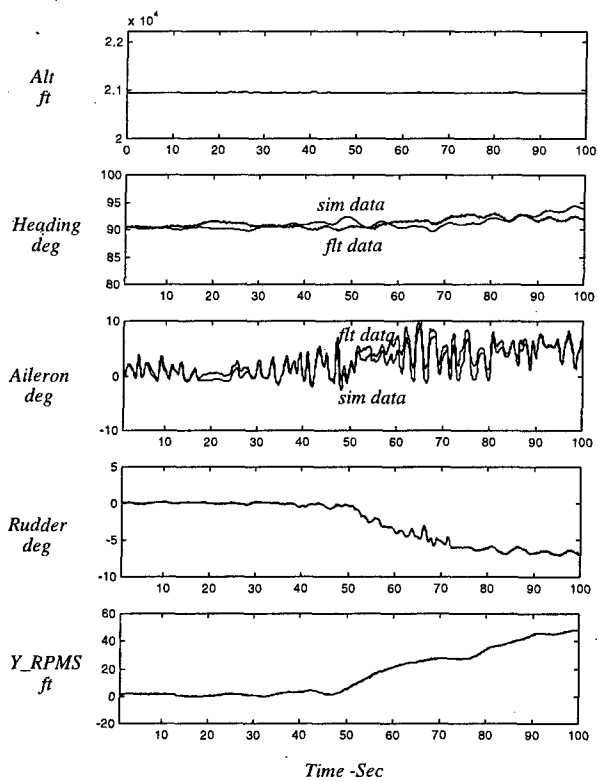 x 10⁴
Alt
ft
2.2
2.1
2
0 10 20 30 40 50 60 70 80 90 100
Heading
deg
100
95
90
85
80
sim data
flt data
10 20 30 40 50 60 70 80 90 100
Aileron
deg
10
0
-10
flt data
sim data
10 20 30 40 50 60 70 80 90 100
Rudder
deg
5
0
-5
-10
10 20 30 40 50 60 70 80 90 100
Y_RPMS
ft
60
40
20
0
-20
0 10 20 30 40 50 60 70 80 90 100
Time -Sec